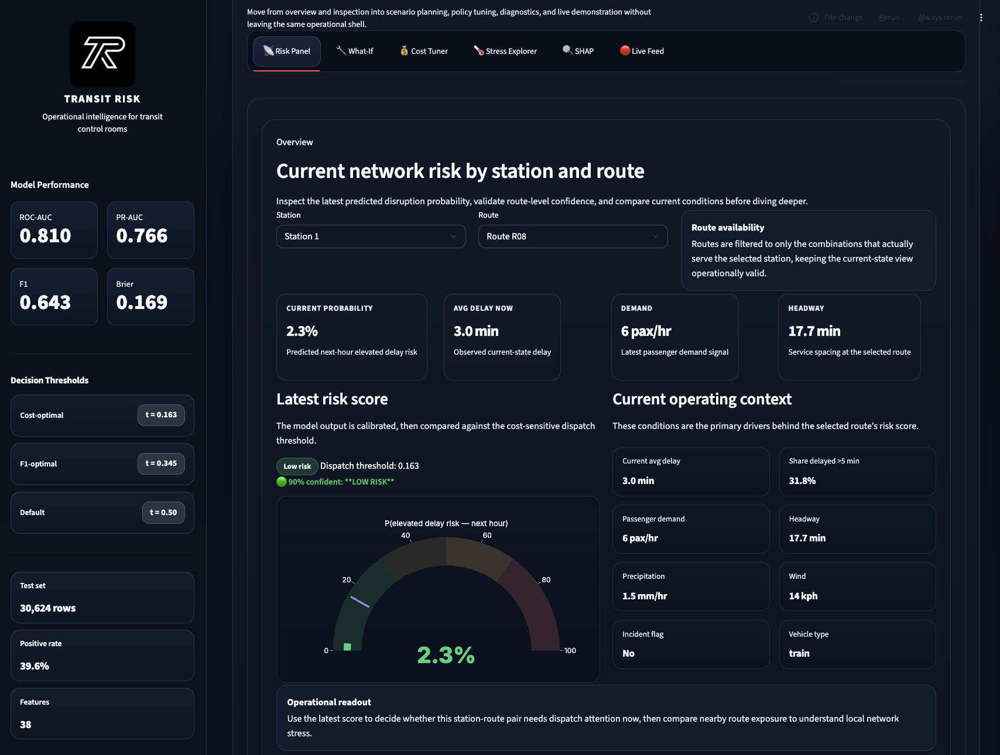 TR
TRANSIT RISK
Operational intelligence for transit
control rooms
Model Performance
ROC-AUC
0.810
PR-AUC
0.766
F1
0.643
Brier
0.169
Decision Thresholds
Cost-optimal
t = 0.163
F1-optimal
t = 0.345
Default
t = 0.50
Test set
30,624 rows
Positive rate
39.6%
Features
38
Move from overview and inspection into scenario planning, policy tuning, diagnostics, and live demonstration without
leaving the same operational shell.
File change. Rerun Always rerun
Risk Panel What-If Cost Tuner Stress Explorer SHAP Live Feed
Overview
Current network risk by station and route
Inspect the latest predicted disruption probability, validate route-level confidence, and compare current conditions before diving deeper.
Station
Station 1
Route
Route R08
Route availability
Routes are filtered to only the combinations that actually
serve the selected station, keeping the current-state view
operationally valid.
CURRENT PROBABILITY
2.3%
Predicted next-hour elevated delay risk
AVG DELAY NOW
3.0 min
Observed current-state delay
DEMAND
6 pax/hr
Latest passenger demand signal
HEADWAY
17.7 min
Service spacing at the selected route
Latest risk score
The model output is calibrated, then compared against the cost-sensitive dispatch
threshold.
Low risk Dispatch threshold: 0.163
90% confident: **LOW RISK**
P(elevated delay risk — next hour)
0
20
40
60
80
100
2.3%
Current operating context
These conditions are the primary drivers behind the selected route’s risk score.
Current avg delay
3.0 min
Share delayed >5 min
31.8%
Passenger demand
6 pax/hr
Headway
17.7 min
Precipitation
1.5 mm/hr
Wind
14 kph
Incident flag
No
Vehicle type
train
Operational readout
Use the latest score to decide whether this station-route pair needs dispatch attention now, then compare nearby route exposure to understand local network
stress.